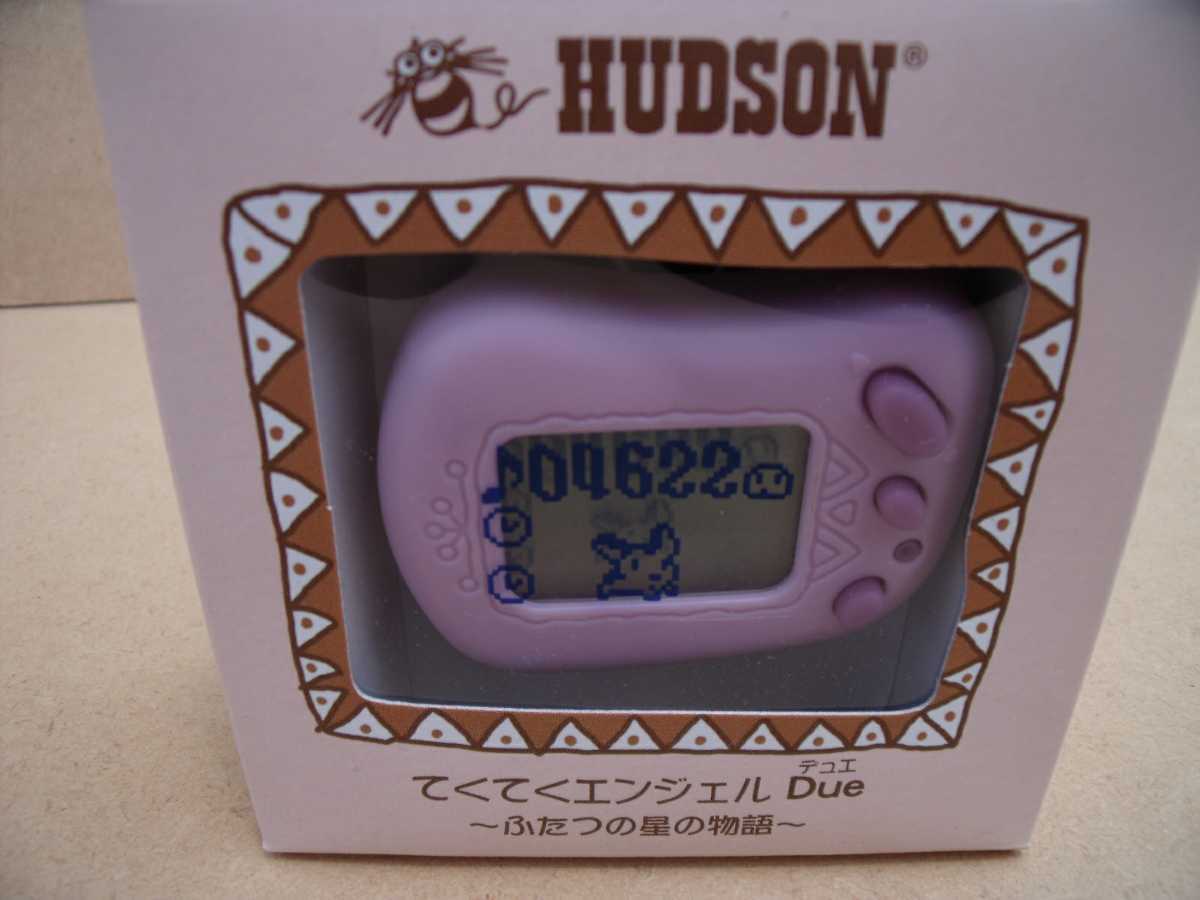 HUDSON®
04622
デュエ
てくてくエンジェル Due
～ふたつの星の物語～